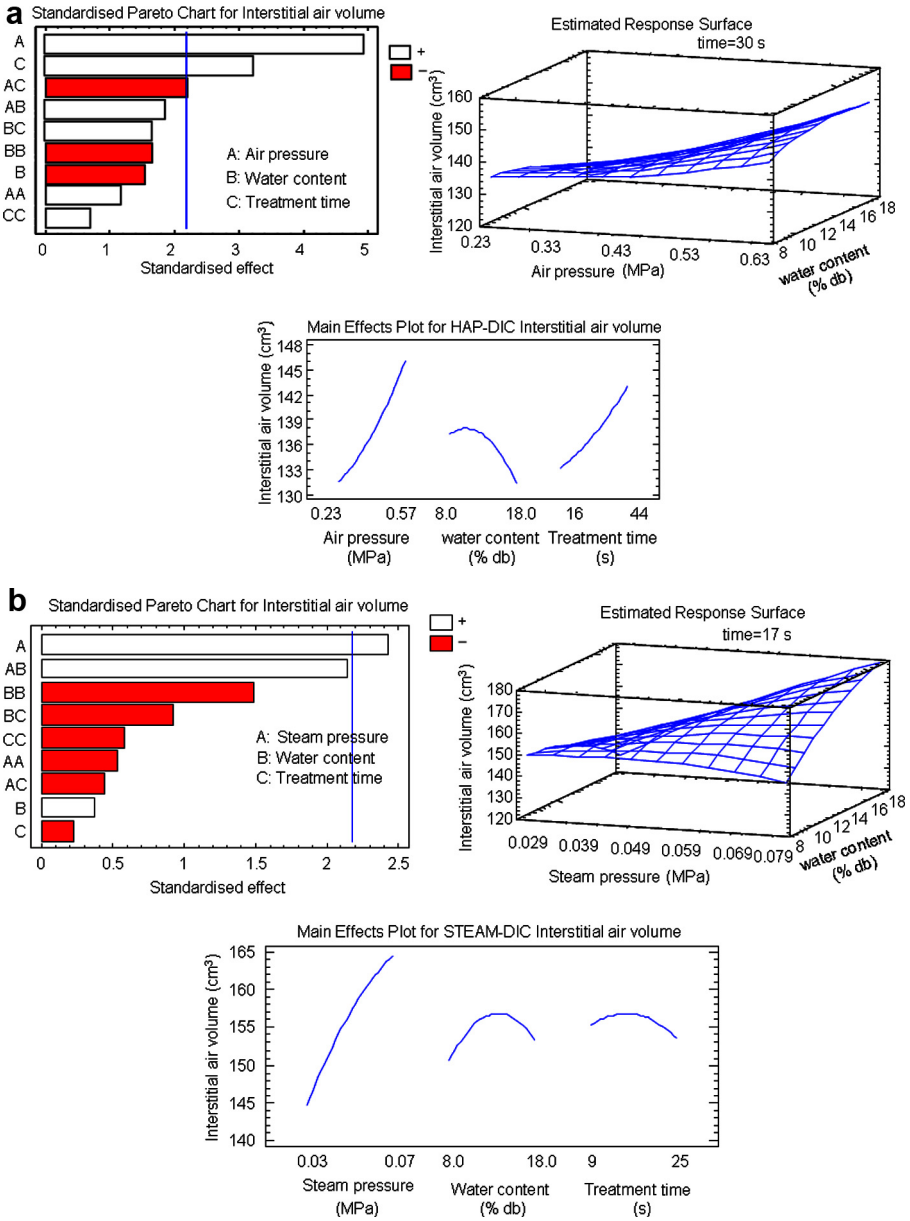 a
Standardised Pareto Chart for Interstitial air volume
A
C
AC
AB
BC
BB
B
AA
CC
+
−
A: Air pressure
B: Water content
C: Treatment time
0 1 2 3 4 5
Standardised effect
Estimated Response Surface
time=30 s
Interstitial air volume (cm³)
160
150
140
130
120
0.23 0.33 0.43 0.53 0.63
Air pressure (MPa)
8 10 12 14 16 18
water content
(% db)
Main Effects Plot for HAP-DIC Interstitial air volume
Interstitial air volume (cm³)
148
145
142
139
136
133
130
0.23 0.57 8.0 18.0 16 44
Air pressure water content Treatment time
(MPa) (% db) (s)
b
Standardised Pareto Chart for Interstitial air volume
A
AB
BB
BC
CC
AA
AC
B
C
+
−
A: Steam pressure
B: Water content
C: Treatment time
0 0.5 1 1.5 2 2.5
Standardised effect
Estimated Response Surface
time=17 s
Interstitial air volume (cm³)
180
170
160
150
140
130
120
0.029 0.039 0.049 0.059 0.069 0.079
Steam pressure (MPa)
8 10 12 14 16 18
water content
(% db)
Main Effects Plot for STEAM-DIC Interstitial air volume
Interstitial air volume (cm³)
165
160
155
150
145
140
0.03 0.07 8.0 18.0 9 25
Steam pressure Water content Treatment time
(MPa) (% db) (s)